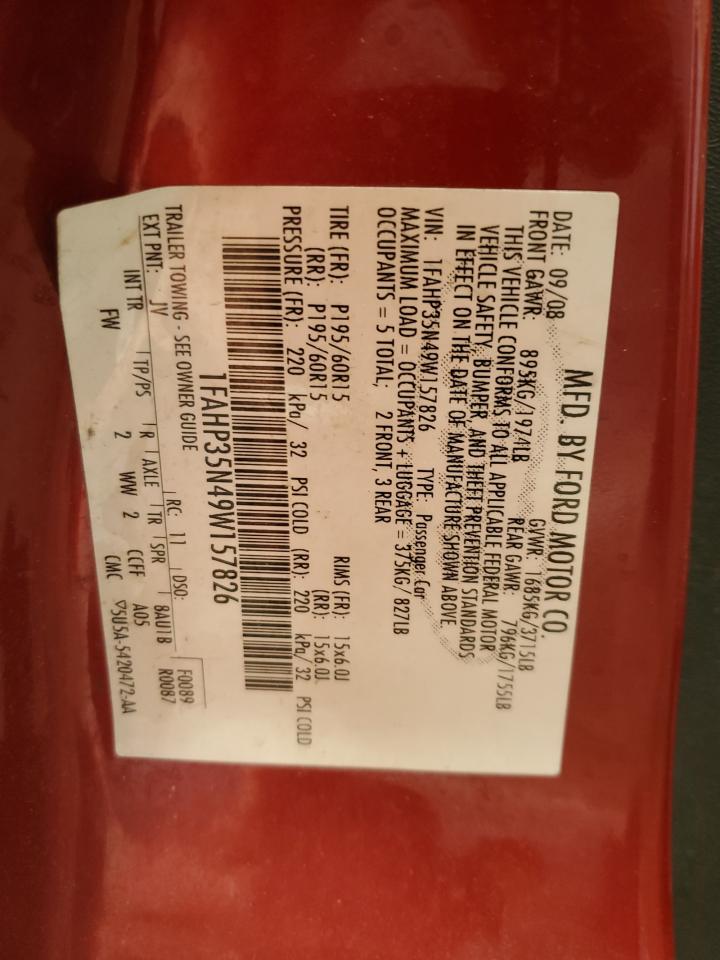 MFD. BY FORD MOTOR CO.
DATE: 09/08 GVWR: 1685KG/3715LB
FRONT GAWR: 895KG/1974LB REAR GAWR: 796KG/1755LB
THIS VEHICLE CONFORMS TO ALL APPLICABLE FEDERAL MOTOR
VEHICLE SAFETY, BUMPER, AND THEFT PREVENTION STANDARDS
IN EFFECT ON THE DATE OF MANUFACTURE SHOWN ABOVE.
VIN: 1FAHP35N49W157826 TYPE: Passenger Car
MAXIMUM LOAD = OCCUPANTS + LUGGAGE = 375KG/ 827LB
OCCUPANTS = 5 TOTAL, 2 FRONT, 3 REAR
TIRE (FR): P195/60R15 RIMS (FR): 15x6.0J
(RR): P195/60R15 (RR): 15x6.0J
PRESSURE (FR): 220 kPa/ 32 PSI COLD (RR): 220 kPa/ 32 PSI COLD
1FAHP35N49W157826
TRAILER TOWING - SEE OWNER GUIDE F0089
RC: 11 DSO: R0087
EXT PNT: JV
INT TR TP/PS R AXLE TR SPR 8AU1B
FW 2 WW 2 CCFF A05
CMC ▽5U5A-5420472-AA